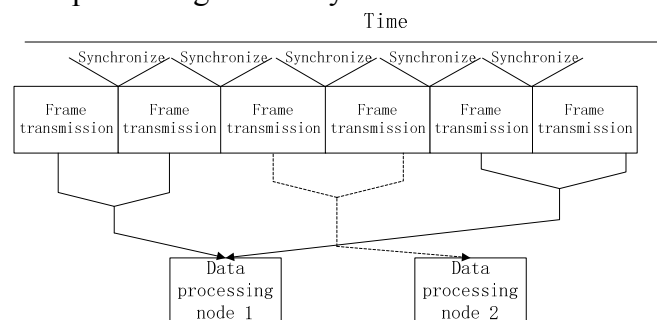 Time
Synchronize Synchronize Synchronize Synchronize Synchronize
Frame transmission
Frame transmission
Frame transmission
Frame transmission
Frame transmission
Frame transmission
Data
processing
node 1
Data
processing
node 2